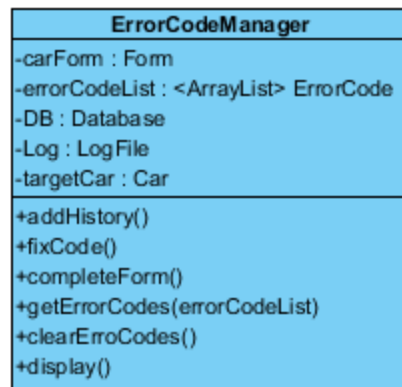 ErrorCodeManager
-carForm : Form
-errorCodeList : <ArrayList> ErrorCode
-DB : Database
-Log : LogFile
-targetCar : Car
+addHistory()
+fixCode()
+completeForm()
+getErrorCodes(errorCodeList)
+clearErroCodes()
+display()